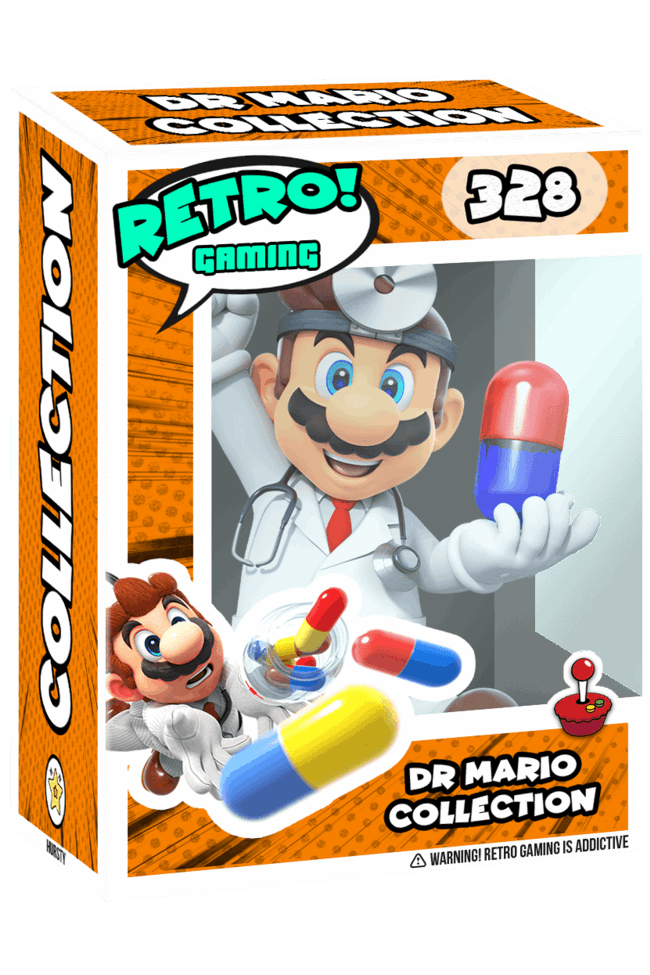 DR MARIO
COLLECTION
RETRO!
GAMING
328
COLLECTION
DR MARIO
COLLECTION
WARNING! RETRO GAMING IS ADDICTIVE
HURSTY